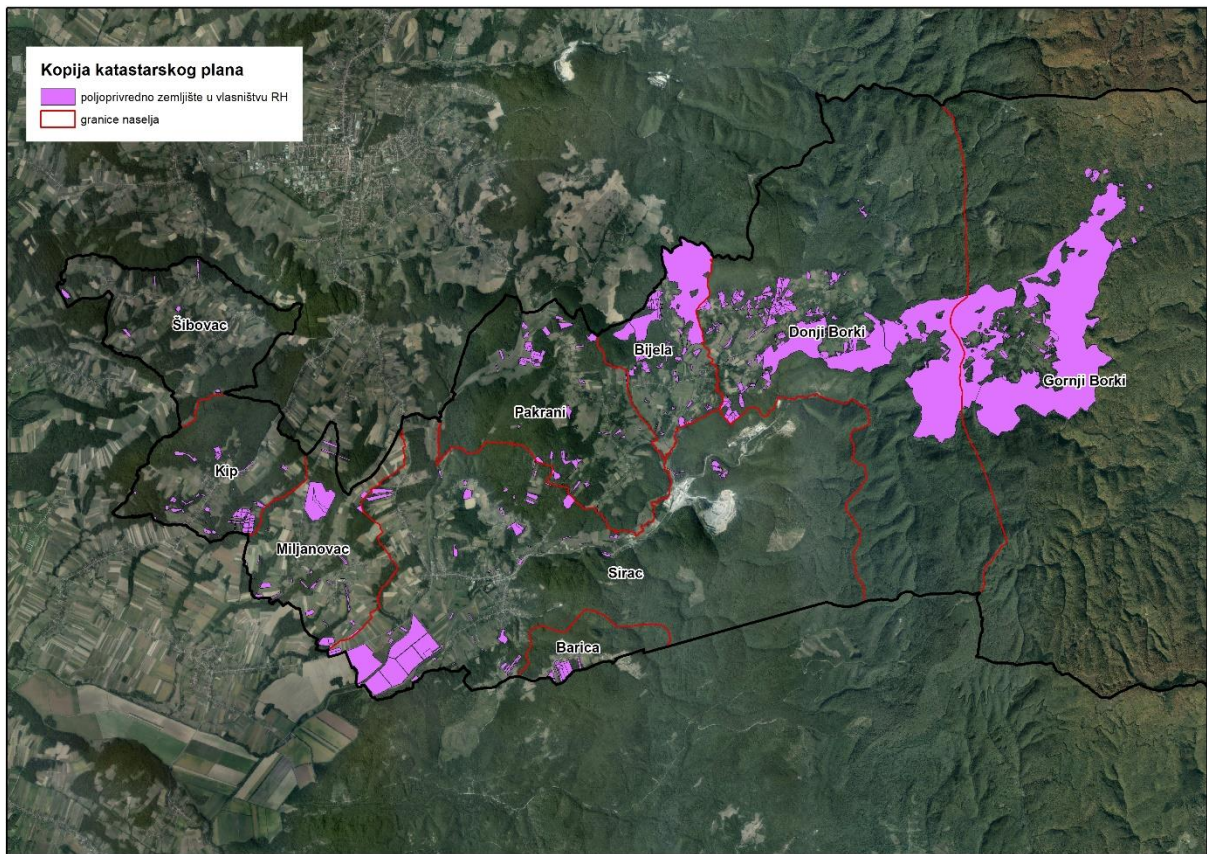 Kopija katastarskog plana
poljoprivredno zemljište u vlasništvu RH
granice naselja
Šibovac
Bijela
Donji Borki
Gornji Borki
Pakrani
Kip
Miljanovac
Sirac
Barica